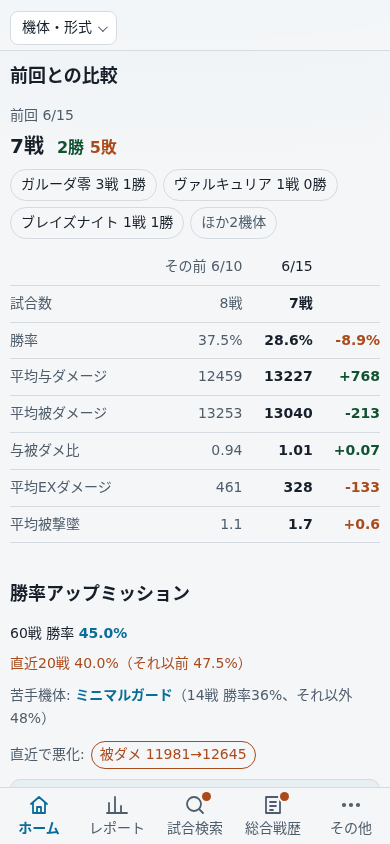 機体・形式
前回との比較
前回 6/15
7戦 2勝 5敗
ガルーダ零 3戦 1勝 ヴァルキュリア 1戦 0勝
ブレイズナイト 1戦 1勝 ほか2機体
その前 6/10 6/15
試合数 8戦 7戦
勝率 37.5% 28.6% -8.9%
平均与ダメージ 12459 13227 +768
平均被ダメージ 13253 13040 -213
与被ダメ比 0.94 1.01 +0.07
平均EXダメージ 461 328 -133
平均被撃墜 1.1 1.7 +0.6
勝率アップミッション
60戦 勝率 45.0%
直近20戦 40.0%（それ以前 47.5%）
苦手機体: ミニマルガード（14戦 勝率36%、それ以外
48%）
直近で悪化: 被ダメ 11981→12645
ホーム レポート 試合検索 総合戦歴 その他